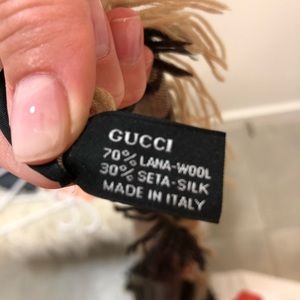 GUCCI
70% LANA-WOOL
30% SETA-SILK
MADE IN ITALY